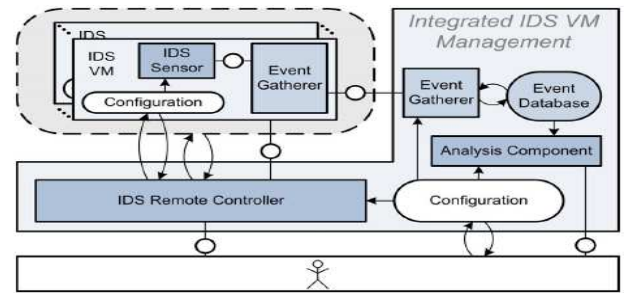 Integrated IDS VM
Management
IDS
IDS
VM
IDS
Sensor
Event
Gatherer
Configuration
Event
Gatherer
Event
Database
Analysis Component
IDS Remote Controller
Configuration